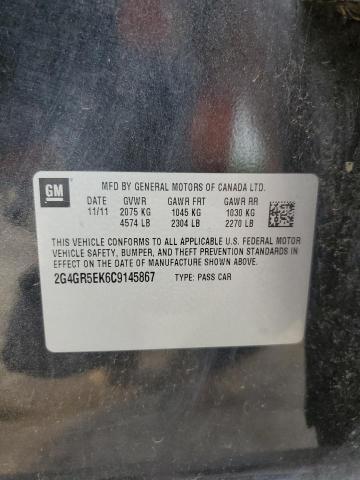 GM
MFD BY GENERAL MOTORS OF CANADA LTD.
DATE GVWR GAWR FRT GAWR RR
11/11 2075 KG 1045 KG 1030 KG
4574 LB 2304 LB 2270 LB
THIS VEHICLE CONFORMS TO ALL APPLICABLE U.S. FEDERAL MOTOR
VEHICLE SAFETY, BUMPER, AND THEFT PREVENTION STANDARDS
IN EFFECT ON THE DATE OF MANUFACTURE SHOWN ABOVE.
2G4GR5EK6C9145867 TYPE: PASS CAR